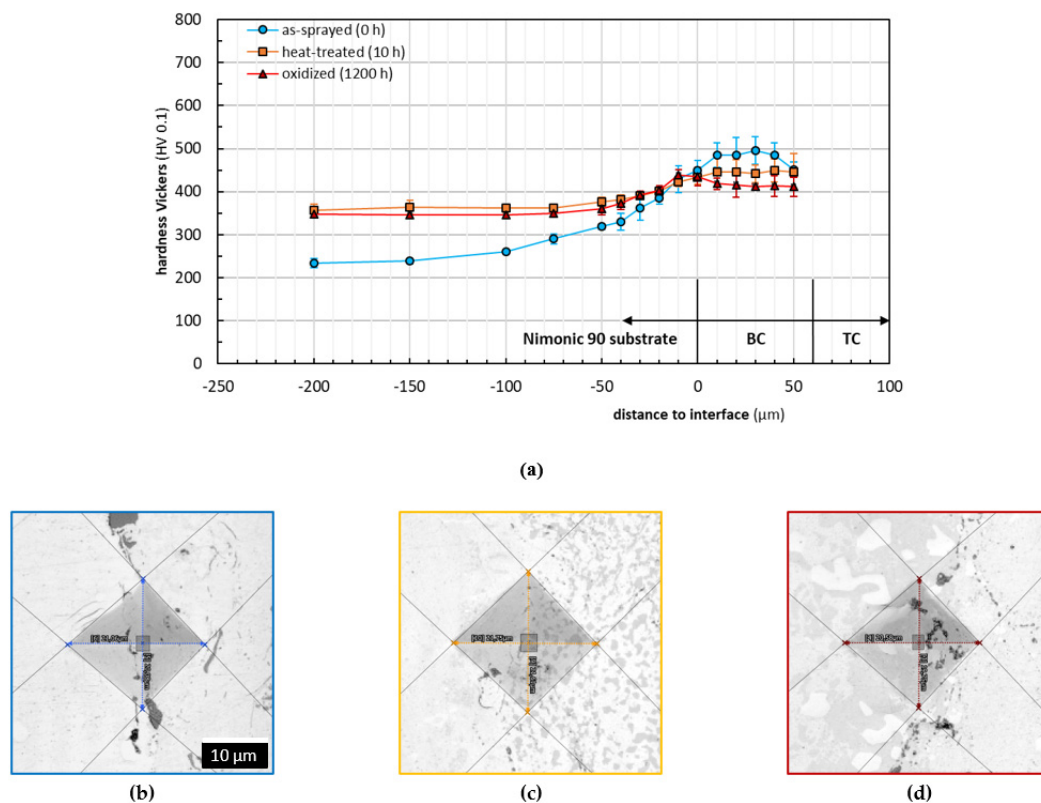 800
700
600
500
400
300
200
100
0
hardness Vickers (HV 0.1)
as-sprayed (0 h)
heat-treated (10 h)
oxidized (1200 h)
Nimonic 90 substrate
BC
TC
-250
-200
-150
-100
-50
0
50
100
distance to interface (μm)
(a)
10 μm
(b)
(c)
(d)